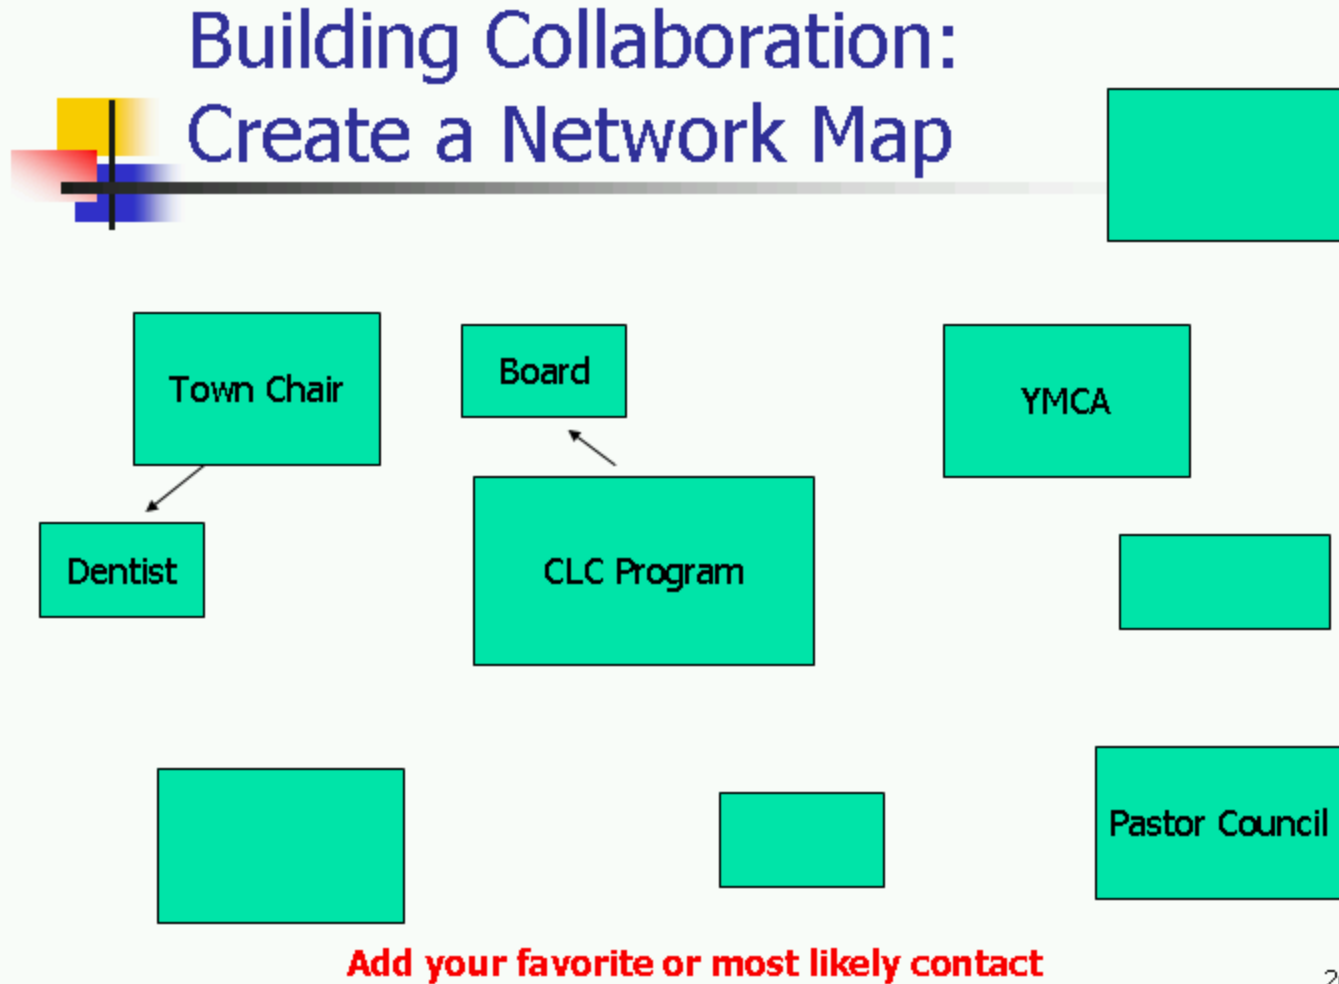 Building Collaboration:
Create a Network Map
Town Chair
Board
YMCA
Dentist
CLC Program
Pastor Council
Add your favorite or most likely contact